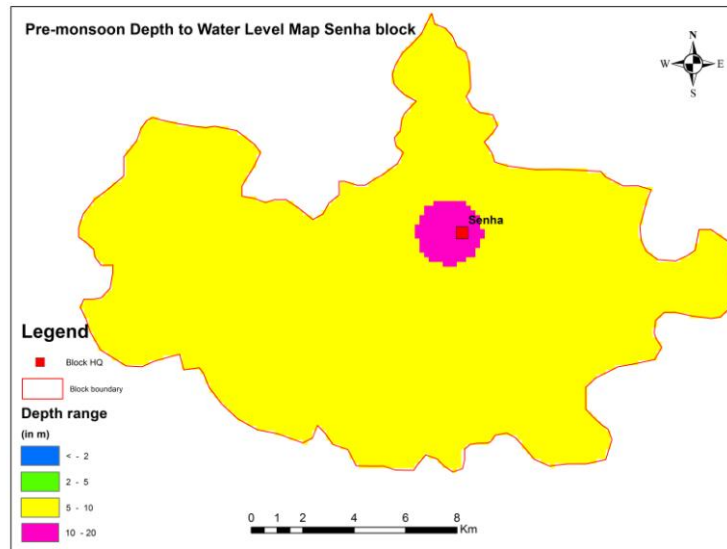 Pre-monsoon Depth to Water Level Map Senha block
N
W E
S
Senha
Legend
Block HQ
Block boundary
Depth range
(in m)
< - 2
2 - 5
5 - 10
10 - 20
0 1 2 4 6 8
Km